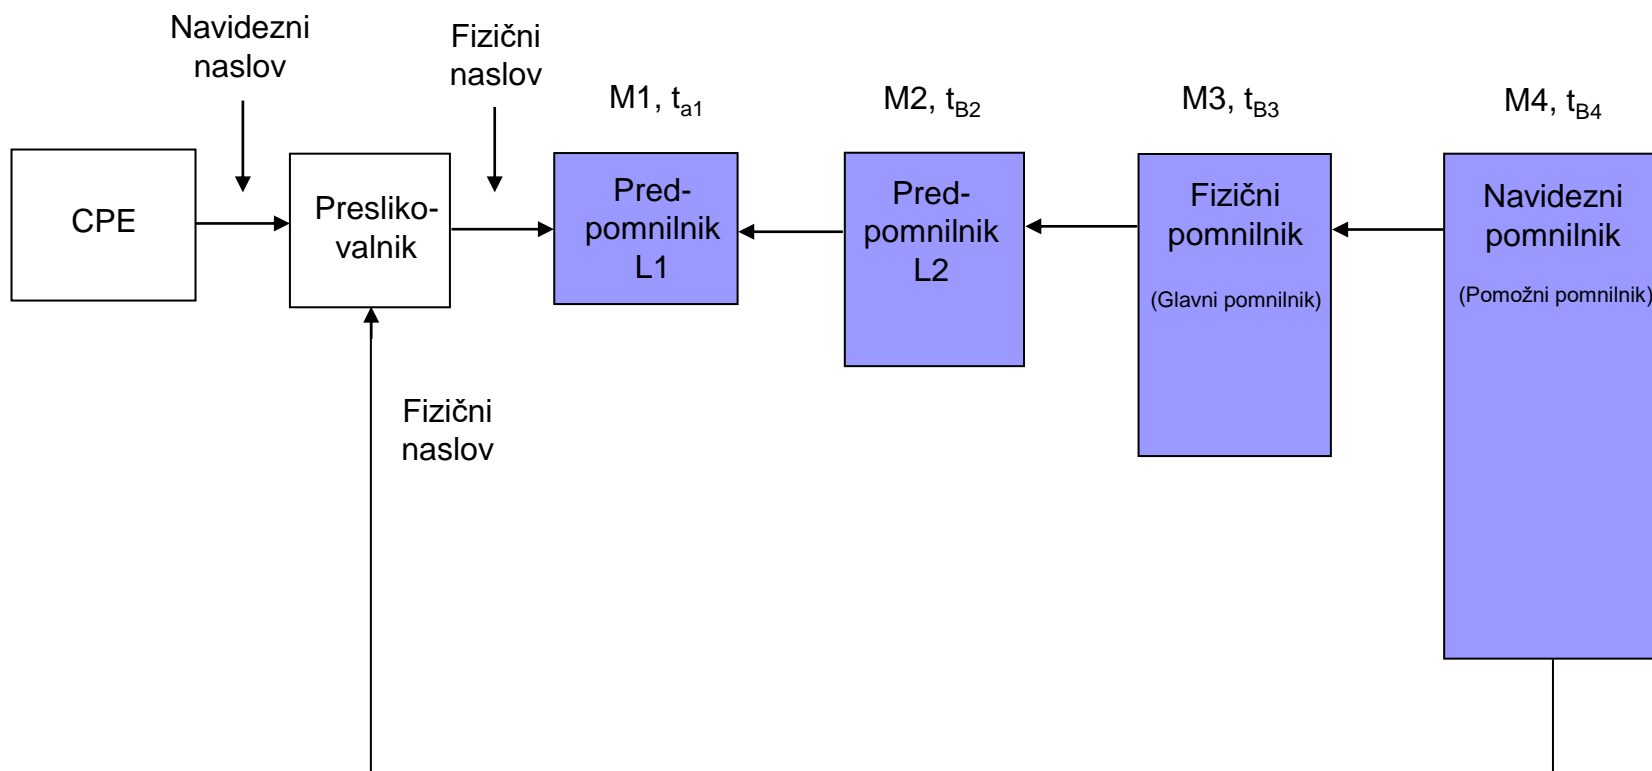 Navidezni
naslov
Fizični
naslov
M1, ta1
M2, tB2
M3, tB3
M4, tB4
CPE
Presliko-
valnik
Pred-
pomnilnik
L1
Pred-
pomnilnik
L2
Fizični
pomnilnik
(Glavni pomnilnik)
Navidezni
pomnilnik
(Pomožni pomnilnik)
Fizični
naslov